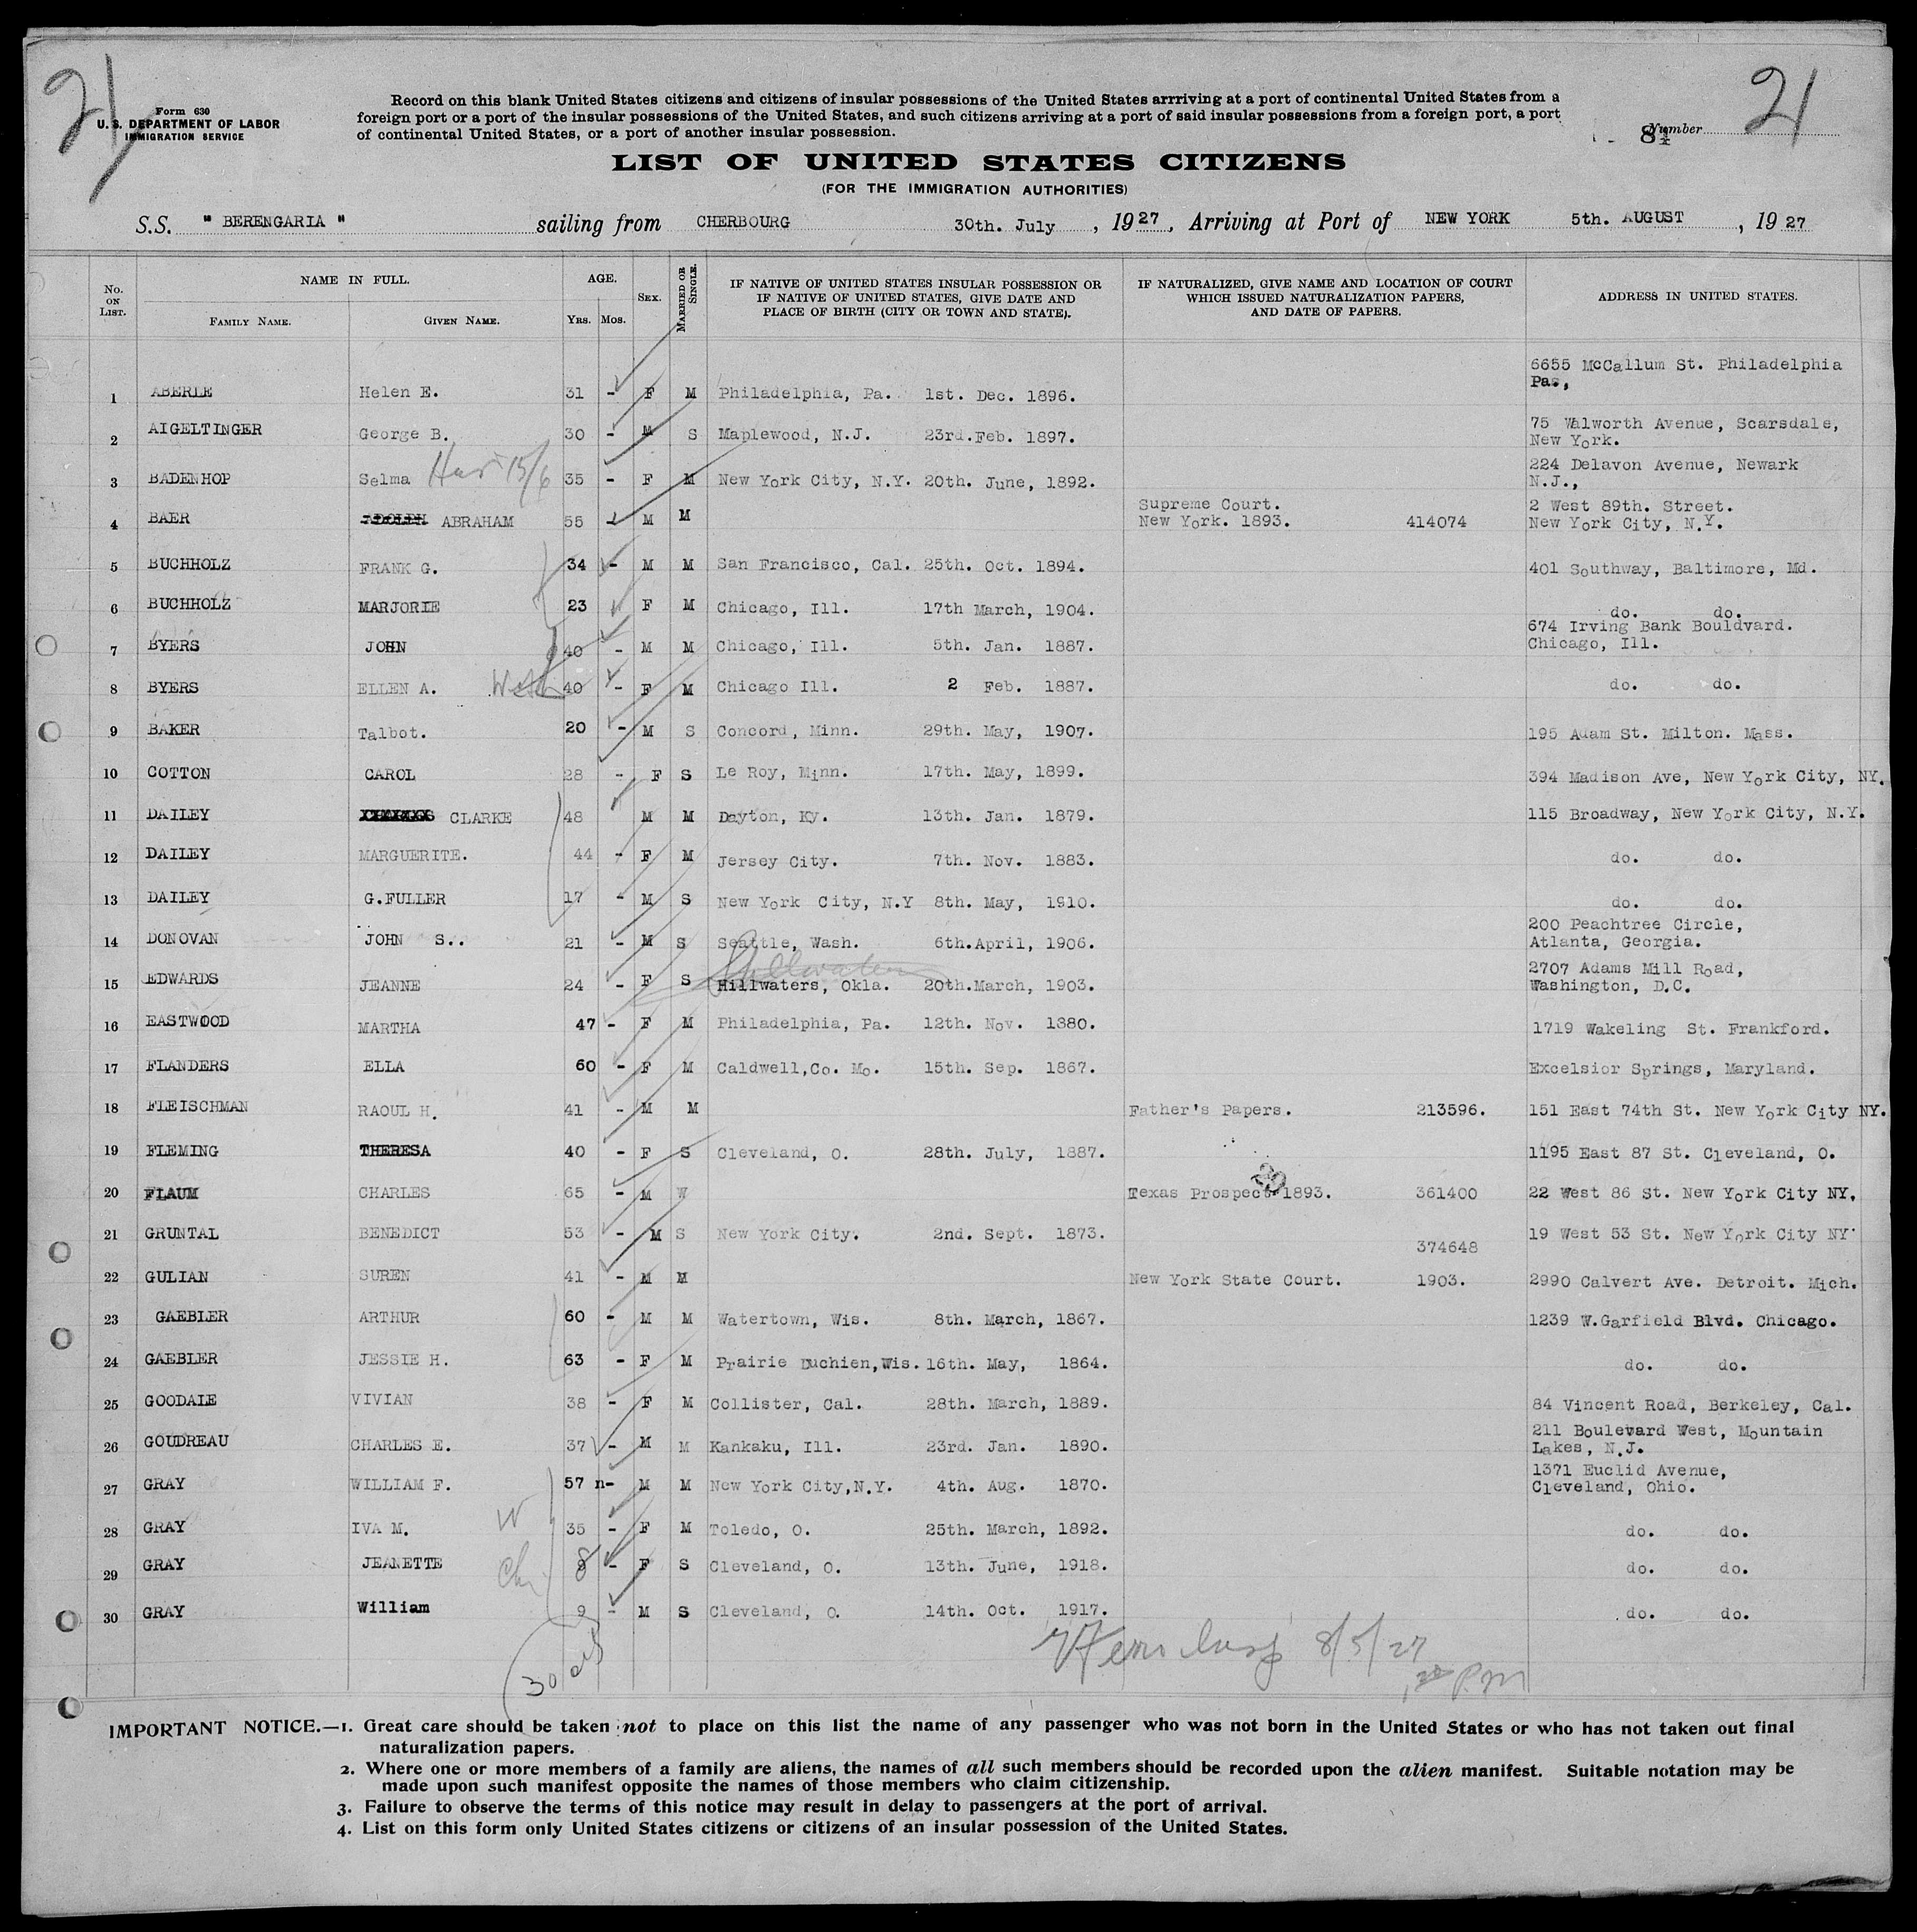 21
21
Form 630
U. S. DEPARTMENT OF LABOR
IMMIGRATION SERVICE
Record on this blank United States citizens and citizens of insular possessions of the United States arrriving at a port of continental United States from a
foreign port or a port of the insular possessions of the United States, and such citizens arriving at a port of said insular possessions from a foreign port, a port
of continental United States, or a port of another insular possession.
Number
LIST OF UNITED STATES CITIZENS
(FOR THE IMMIGRATION AUTHORITIES)
S.S. " BERENGARIA " sailing from CHERBOURG 30th. July , 1927 , Arriving at Port of NEW YORK 5th. AUGUST , 1927
No. ON LIST. NAME IN FULL. FAMILY NAME. GIVEN NAME. AGE. YRS. MOS. SEX. MARRIED OR SINGLE. IF NATIVE OF UNITED STATES INSULAR POSSESSION OR IF NATIVE OF UNITED STATES, GIVE DATE AND PLACE OF BIRTH (CITY OR TOWN AND STATE). IF NATURALIZED, GIVE NAME AND LOCATION OF COURT WHICH ISSUED NATURALIZATION PAPERS, AND DATE OF PAPERS. ADDRESS IN UNITED STATES.
1 ABERLE Helen E. 31 - F M Philadelphia, Pa. 1st. Dec. 1896. 6655 McCallum St. Philadelphia Pa.,
2 AIGELTINGER George B. 30 - M S Maplewood, N.J. 23rd.Feb. 1897. 75 Walworth Avenue, Scarsdale, New York.
3 BADENHOP Selma 35 - F M New York City, N.Y. 20th. June, 1892. 224 Delavon Avenue, Newark N.J.,
4 BAER ADOLPH ABRAHAM 55 - M M Supreme Court. New York. 1893. 414074 2 West 89th. Street. New York City, N.Y.
5 BUCHHOLZ FRANK G. 34 - M M San Francisco, Cal. 25th. Oct. 1894. 401 Southway, Baltimore, Md.
6 BUCHHOLZ MARJORIE 23 F M Chicago, Ill. 17th March, 1904. do. do.
7 BYERS JOHN 40 - M M Chicago, Ill. 5th. Jan. 1887. 674 Irving Bank Bouldvard. Chicago, Ill.
8 BYERS ELLEN A. 40 - F M Chicago Ill. 2 Feb. 1887. do. do.
9 BAKER Talbot. 20 - M S Concord, Minn. 29th. May, 1907. 195 Adam St. Milton. Mass.
10 COTTON CAROL 28 - F S Le Roy, Minn. 17th. May, 1899. 394 Madison Ave, New York City, NY.
11 DAILEY CHARLES CLARKE 48 M M Dayton, Ky. 13th. Jan. 1879. 115 Broadway, New York City, N.Y.
12 DAILEY MARGUERITE. 44 - F M Jersey City. 7th. Nov. 1883. do. do.
13 DAILEY G.FULLER 17 - M S New York City, N.Y 8th. May, 1910. do. do.
14 DONOVAN JOHN S.. 21 - M S Seattle, Wash. 6th.April, 1906. 200 Peachtree Circle, Atlanta, Georgia.
Stillwater
15 EDWARDS JEANNE 24 - F S Hillwaters, Okla. 20th.March, 1903. 2707 Adams Mill Road, Washington, D.C.
16 EASTWOOD MARTHA 47 - F M Philadelphia, Pa. 12th. Nov. 1880. 1719 Wakeling St. Frankford.
17 FLANDERS ELLA 60 - F M Caldwell,Co. Mo. 15th. Sep. 1867. Excelsior Springs, Maryland.
18 FLEISCHMAN RAOUL H. 41 - M M Father's Papers. 213596. 151 East 74th St. New York City NY.
19 FLEMING THERESA 40 - F S Cleveland, O. 28th. July, 1887. 1195 East 87 St. Cleveland, O.
20 FLAUM CHARLES 65 - M W Texas Prospect 1893. 361400 22 West 86 St. New York City NY.
21 GRUNTAL BENEDICT 53 - M S New York City. 2nd. Sept. 1873. 19 West 53 St. New York City NY
374648
22 GULIAN SUREN 41 - M M New York State Court. 1903. 2990 Calvert Ave. Detroit. Mich.
23 GAEBLER ARTHUR 60 - M M Watertown, Wis. 8th. March, 1867. 1239 W.Garfield Blvd. Chicago.
24 GAEBLER JESSIE H. 63 - F M Prairie Duchien,Wis. 16th. May, 1864. do. do.
25 GOODALE VIVIAN 38 - F M Collister, Cal. 28th. March, 1889. 84 Vincent Road, Berkeley, Cal.
26 GOUDREAU CHARLES E. 37 - M M Kankaku, Ill. 23rd. Jan. 1890. 211 Boulevard West, Mountain Lakes, N.J.
27 GRAY WILLIAM F. 57 n- M M New York City,N.Y. 4th. Aug. 1870. 1371 Euclid Avenue, Cleveland, Ohio.
28 GRAY IVA M. W 35 - F M Toledo, O. 25th. March, 1892. do. do.
29 GRAY JEANETTE Ch 8 - F S Cleveland, O. 13th. June, 1918. do. do.
30 GRAY William 9 - M S Cleveland, O. 14th. Oct. 1917. do. do.
30
8/5/27
P.M
IMPORTANT NOTICE.—1. Great care should be taken not to place on this list the name of any passenger who was not born in the United States or who has not taken out final
naturalization papers.
2. Where one or more members of a family are aliens, the names of all such members should be recorded upon the alien manifest. Suitable notation may be
made upon such manifest opposite the names of those members who claim citizenship.
3. Failure to observe the terms of this notice may result in delay to passengers at the port of arrival.
4. List on this form only United States citizens or citizens of an insular possession of the United States.